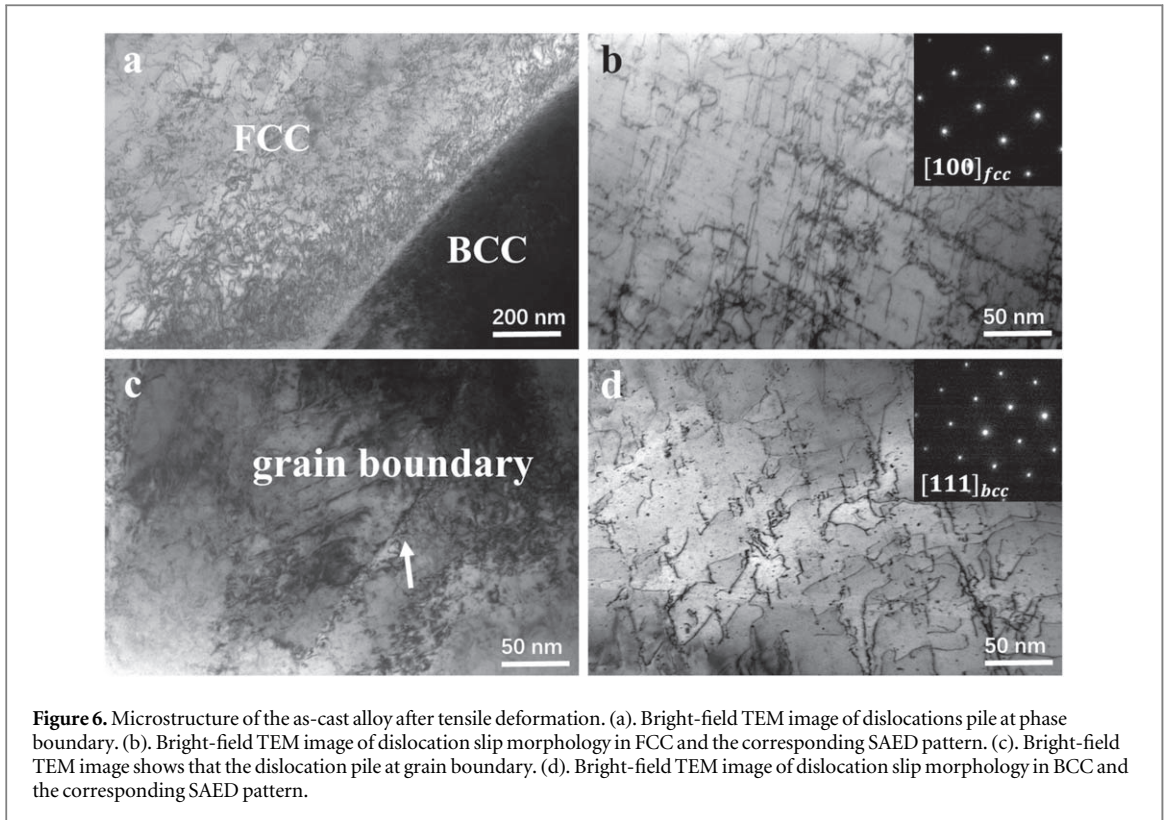 a
FCC
BCC
200 nm
b
[100]fcc
50 nm
c
grain boundary
50 nm
d
[111]bcc
50 nm
Figure 6. Microstructure of the as-cast alloy after tensile deformation. (a). Bright-field TEM image of dislocations pile at phase
boundary. (b). Bright-field TEM image of dislocation slip morphology in FCC and the corresponding SAED pattern. (c). Bright-field
TEM image shows that the dislocation pile at grain boundary. (d). Bright-field TEM image of dislocation slip morphology in BCC and
the corresponding SAED pattern.